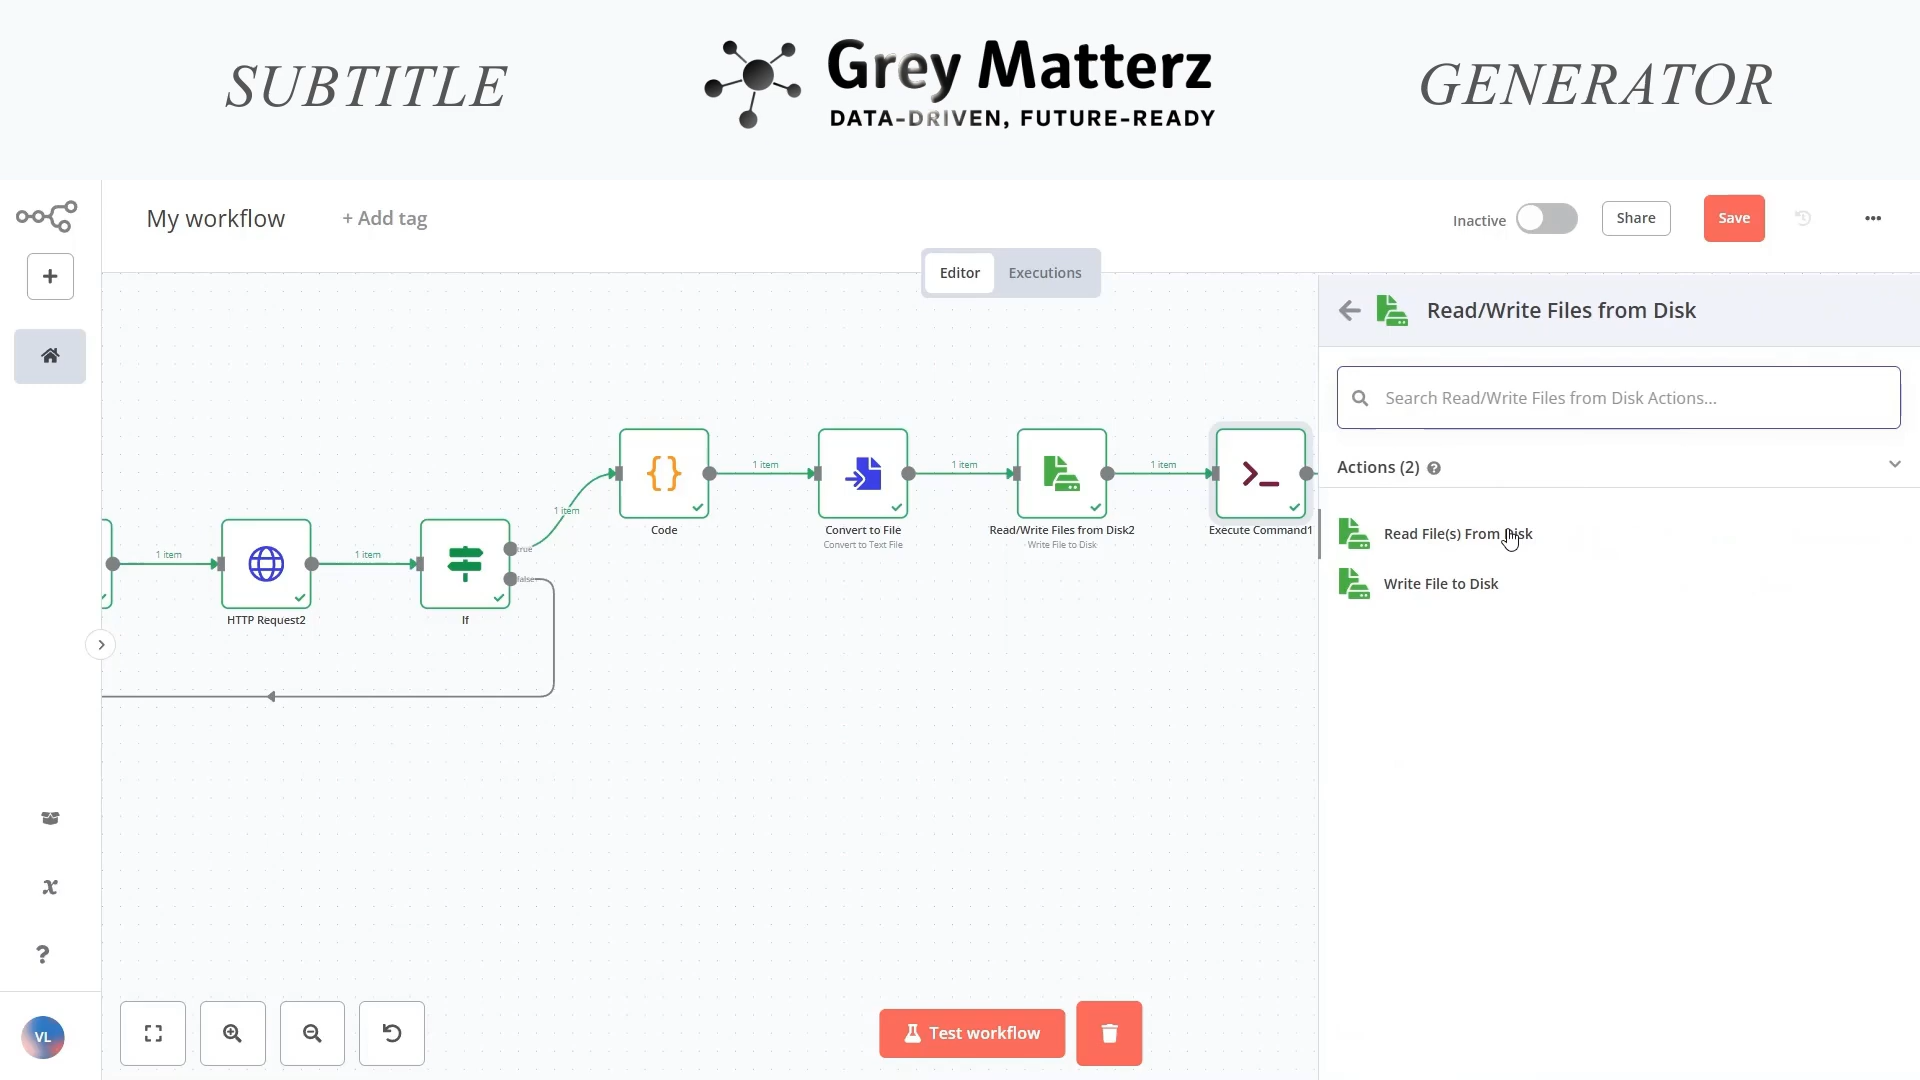 SUBTITLE
Grey Matterz
DATA-DRIVEN, FUTURE-READY
GENERATOR
My workflow
+ Add tag
Inactive
Share
Save
Editor
Executions
Read/Write Files from Disk
Search Read/Write Files from Disk Actions...
Actions (2)
Read File(s) From Disk
Write File to Disk
1 item
1 item
1 item
1 item
1 item
1 item
true
false
Code
Convert to File
Convert to Text File
Read/Write Files from Disk2
Write File to Disk
Execute Command1
HTTP Request2
If
VL
Test workflow